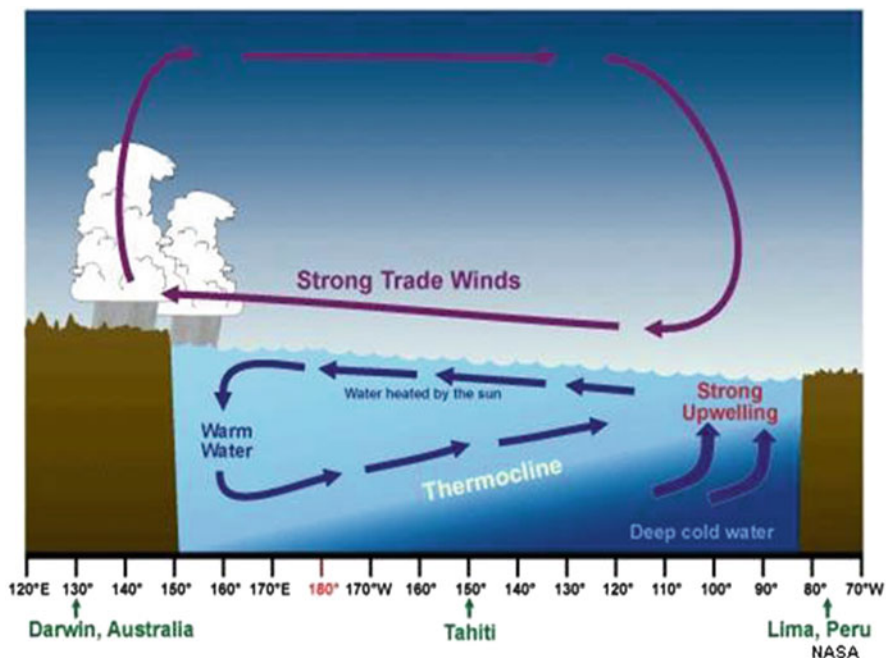 Strong Trade Winds
Water heated by the sun
Strong
Upwelling
Warm
Water
Thermocline
Deep cold water
120°E 130° 140° 150° 160° 170°E 180° 170°W 160° 150° 140° 130° 120° 110° 100° 90° 80° 70°W
Darwin, Australia Tahiti Lima, Peru
NASA